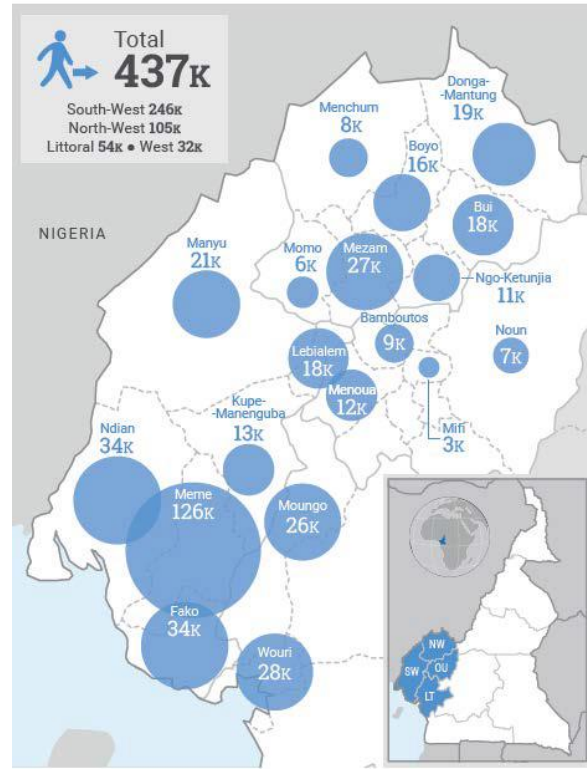 Total
437K
South-West 246K
North-West 105K
Littoral 54K ● West 32K
NIGERIA
Donga-
-Mantung
19K
Menchum
8K
Boyo
16K
Bui
18K
Manyu
21K
Momo
6K
Mezam
27K
Ngo-Ketunjia
11K
Bamboutos
9K
Noun
7K
Lebialem
18K
Menoua
12K
Mifi
3K
Kupe-
-Manenguba
13K
Ndian
34K
Meme
126K
Moungo
26K
Fako
34K
Wouri
28K
NW
SW
OU
LT